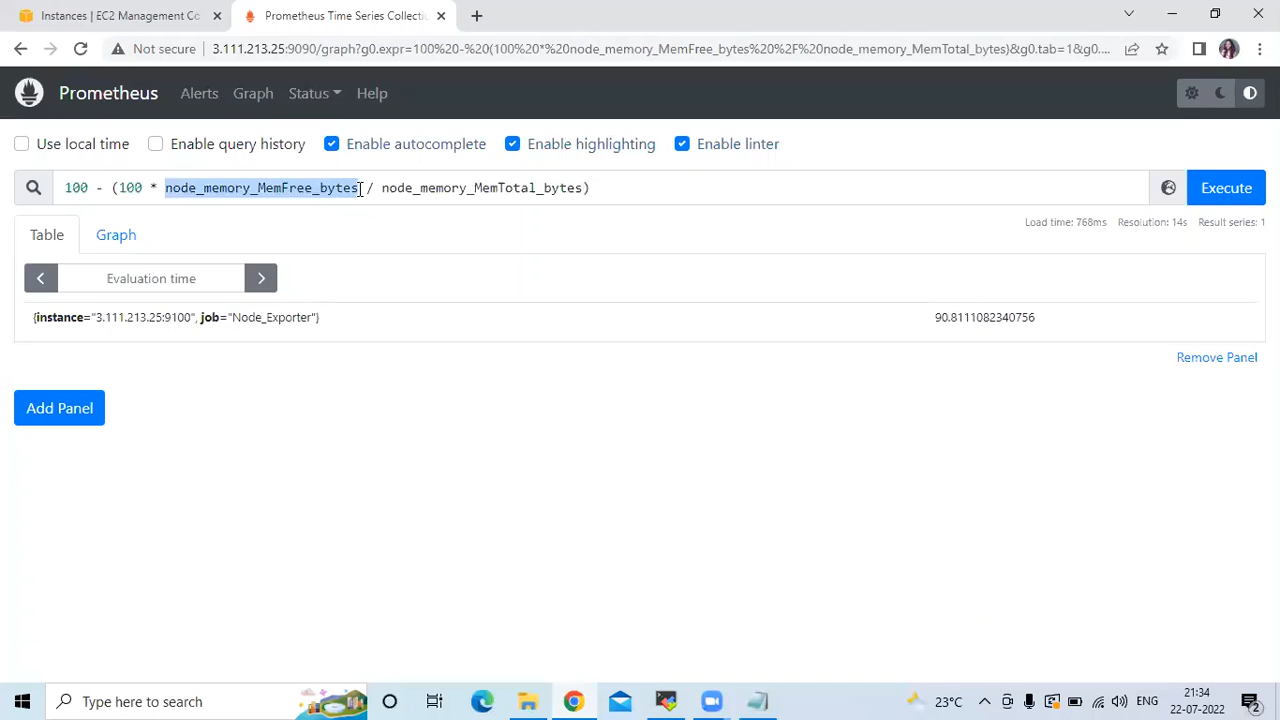 Instances | EC2 Management Co
Prometheus Time Series Collecti
Not secure
3.111.213.25:9090/graph?g0.expr=100%20-%20(100%20*%20node_memory_MemFree_bytes%20%2F%20node_memory_MemTotal_bytes)&g0.tab=1&g0....
Prometheus
Alerts
Graph
Status
Help
Use local time
Enable query history
Enable autocomplete
Enable highlighting
Enable linter
100 - (100 * node_memory_MemFree_bytes / node_memory_MemTotal_bytes)
Execute
Load time: 768ms Resolution: 14s Result series: 1
Table
Graph
Evaluation time
{instance="3.111.213.25:9100", job="Node_Exporter"}
90.8111082340756
Remove Panel
Add Panel
Type here to search
23°C
21:34
22-07-2022
2